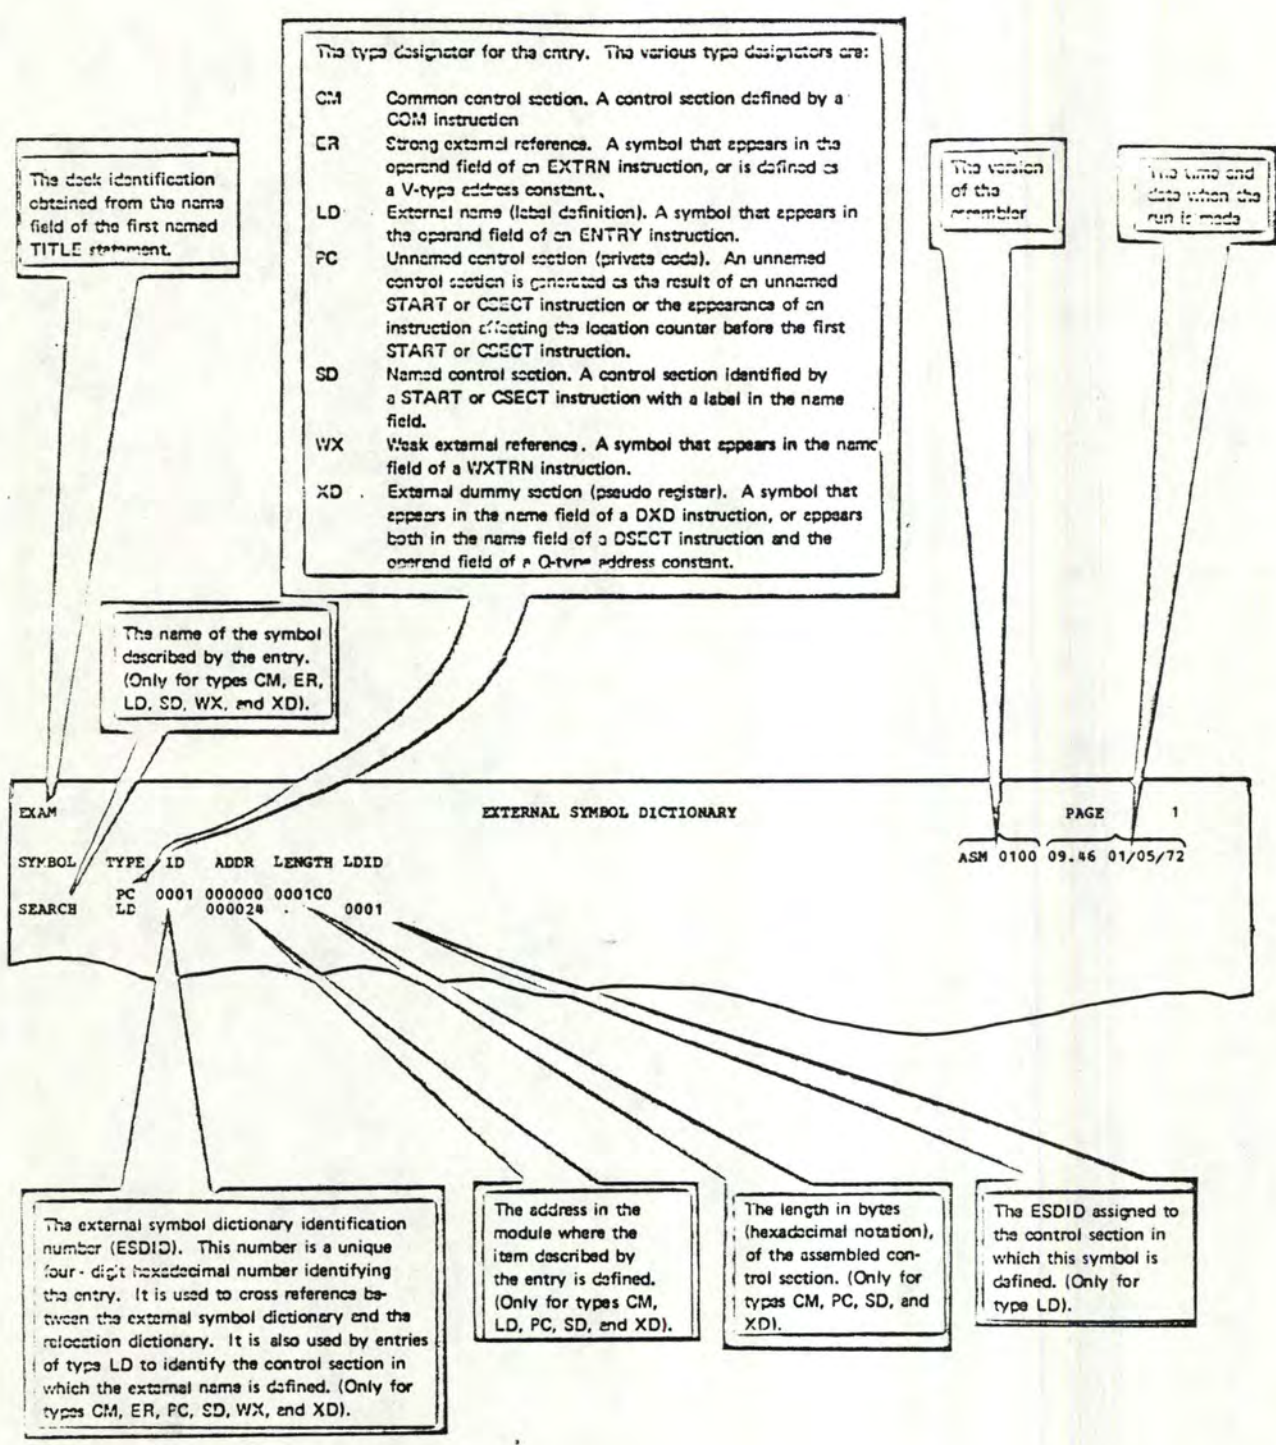 The type designator for the entry. The various type designators are:
CM Common control section. A control section defined by a
COM instruction
ER Strong external reference. A symbol that appears in the
operand field of an EXTRN instruction, or is defined as
a V-type address constant.
LD External name (label definition). A symbol that appears in
the operand field of an ENTRY instruction.
PC Unnamed control section (private code). An unnamed
control section is generated as the result of an unnamed
START or CSECT instruction or the appearance of an
instruction effecting the location counter before the first
START or CSECT instruction.
SD Named control section. A control section identified by
a START or CSECT instruction with a label in the name
field.
WX Weak external reference. A symbol that appears in the name
field of a WXTRN instruction.
XD External dummy section (pseudo register). A symbol that
appears in the name field of a DXD instruction, or appears
both in the name field of a DSECT instruction and the
operand field of a Q-type address constant.
The deck identification
obtained from the name
field of the first named
TITLE statement.
The version
of the
assembler
The time and
date when the
run is made
The name of the symbol
described by the entry.
(Only for types CM, ER,
LD, SD, WX, and XD).
EXAM EXTERNAL SYMBOL DICTIONARY PAGE 1
ASM 0100 09.46 01/05/72
SYMBOL TYPE ID ADDR LENGTH LDID
PC 0001 000000 0001C0
SEARCH LD 000024 0001
The external symbol dictionary identification
number (ESDID). This number is a unique
four - digit hexadecimal number identifying
the entry. It is used to cross reference be-
tween the external symbol dictionary and the
relocation dictionary. It is also used by entries
of type LD to identify the control section in
which the external name is defined. (Only for
types CM, ER, PC, SD, WX, and XD).
The address in the
module where the
item described by
the entry is defined.
(Only for types CM,
LD, PC, SD, and XD).
The length in bytes
(hexadecimal notation),
of the assembled con-
trol section. (Only for
types CM, PC, SD, and
XD).
The ESDID assigned to
the control section in
which this symbol is
defined. (Only for
type LD).